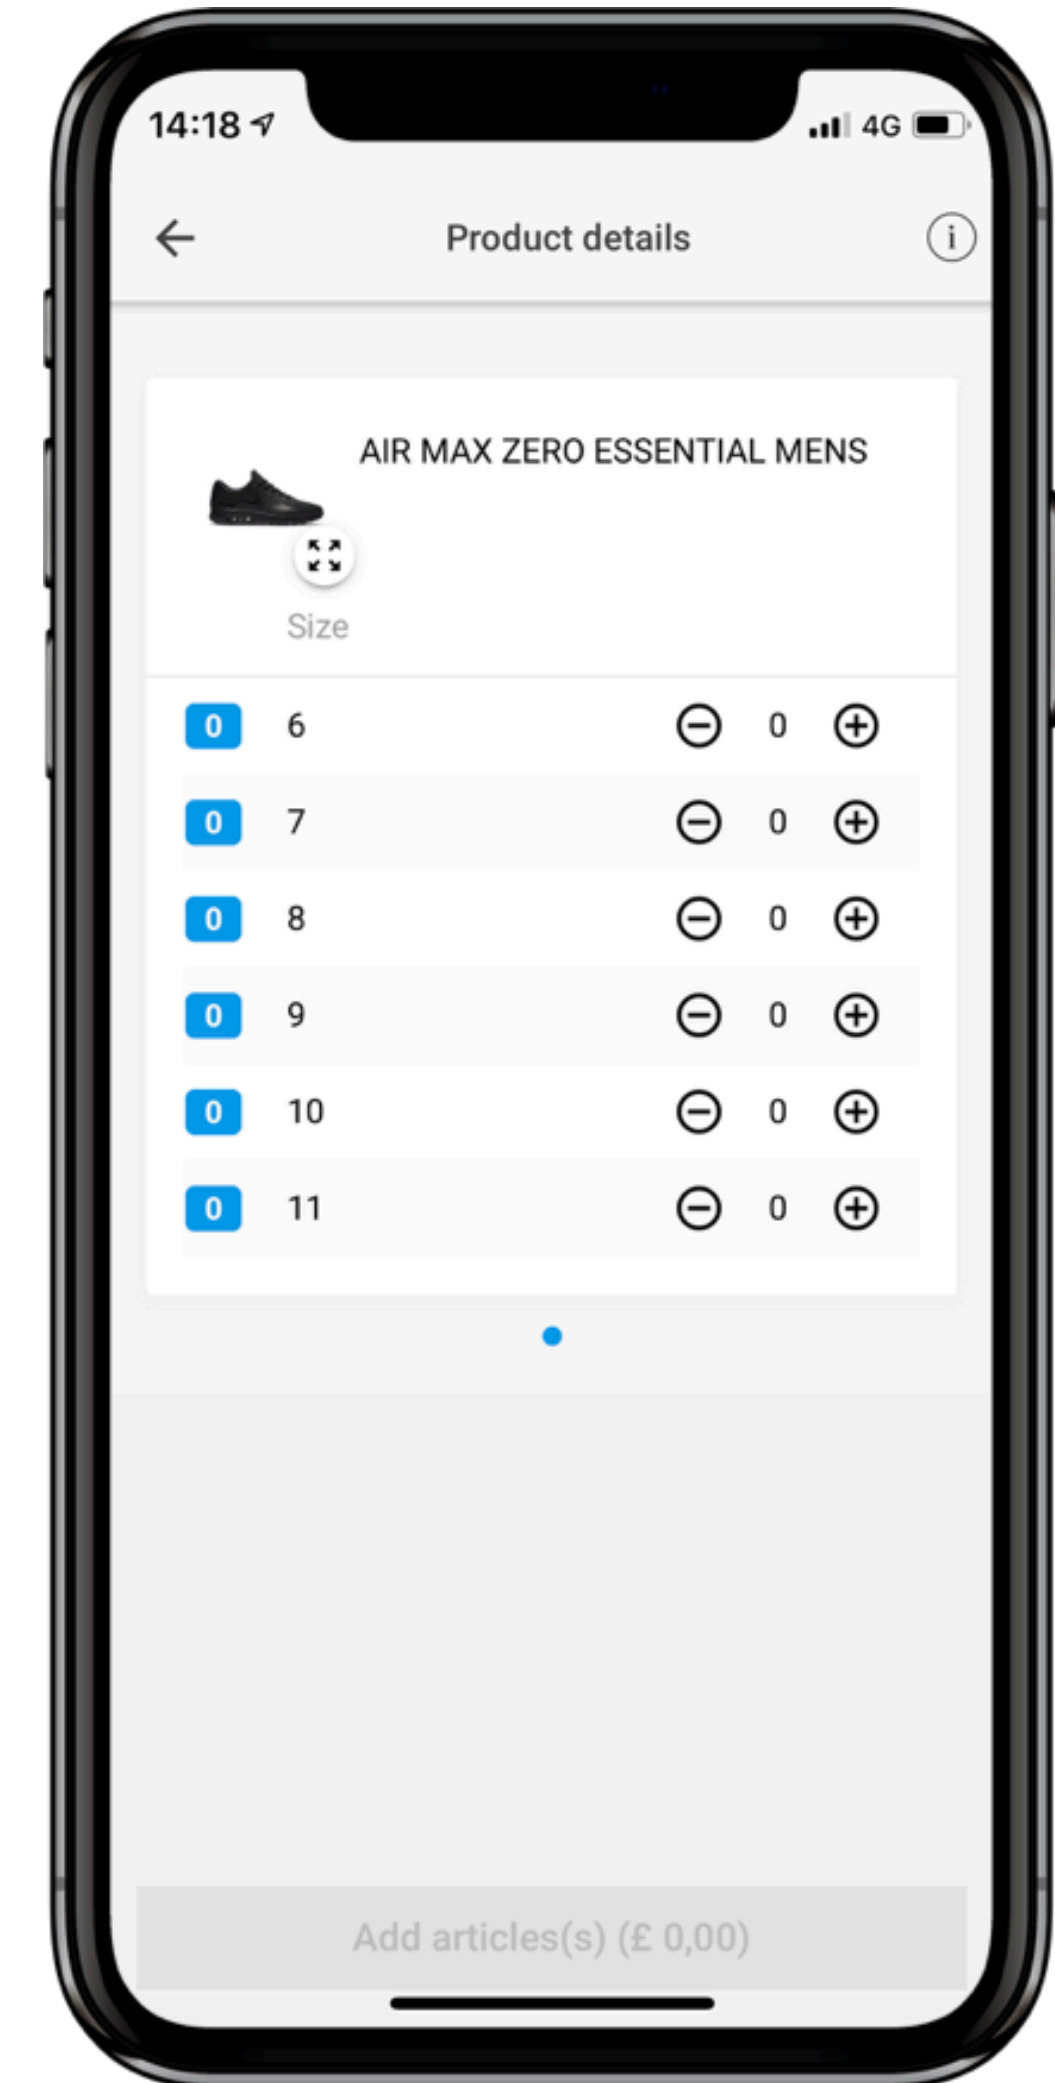 14:18 4G
Product details
AIR MAX ZERO ESSENTIAL MENS
Size
0 6 0
0 7 0
0 8 0
0 9 0
0 10 0
0 11 0
Add articles(s) (£ 0,00)